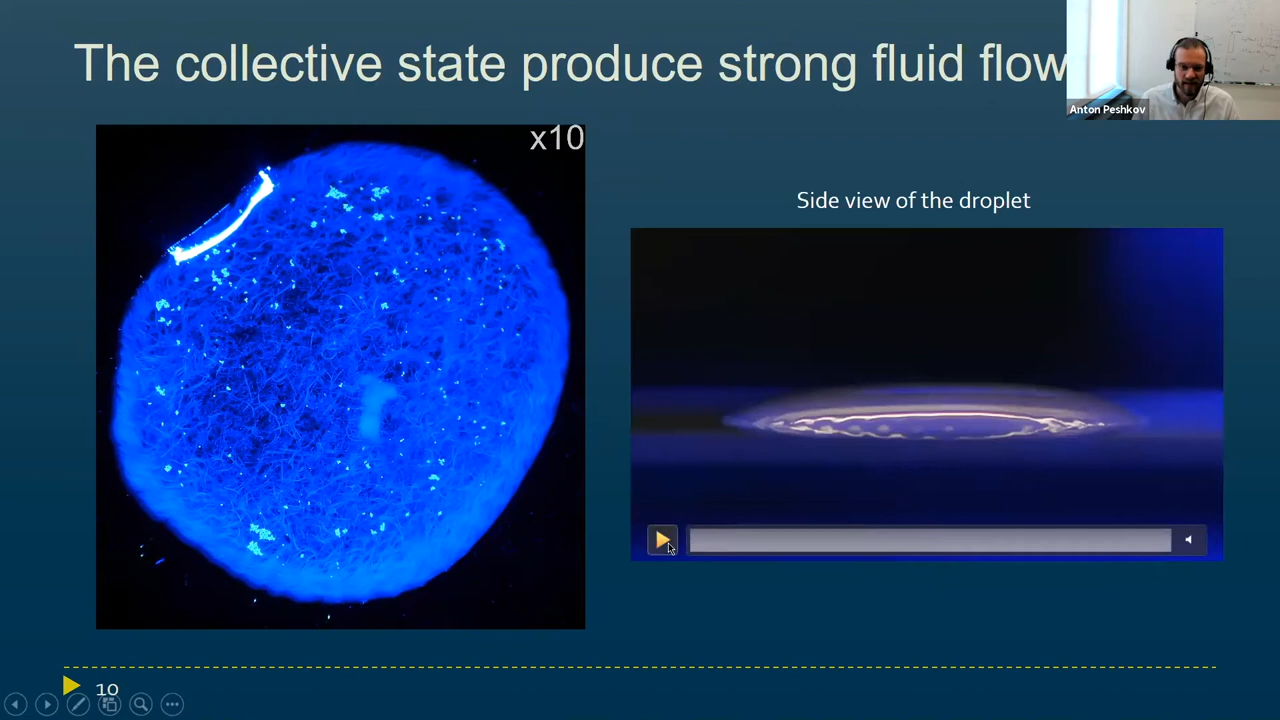 The collective state produce strong fluid flow
Anton Peshkov
x10
Side view of the droplet
10